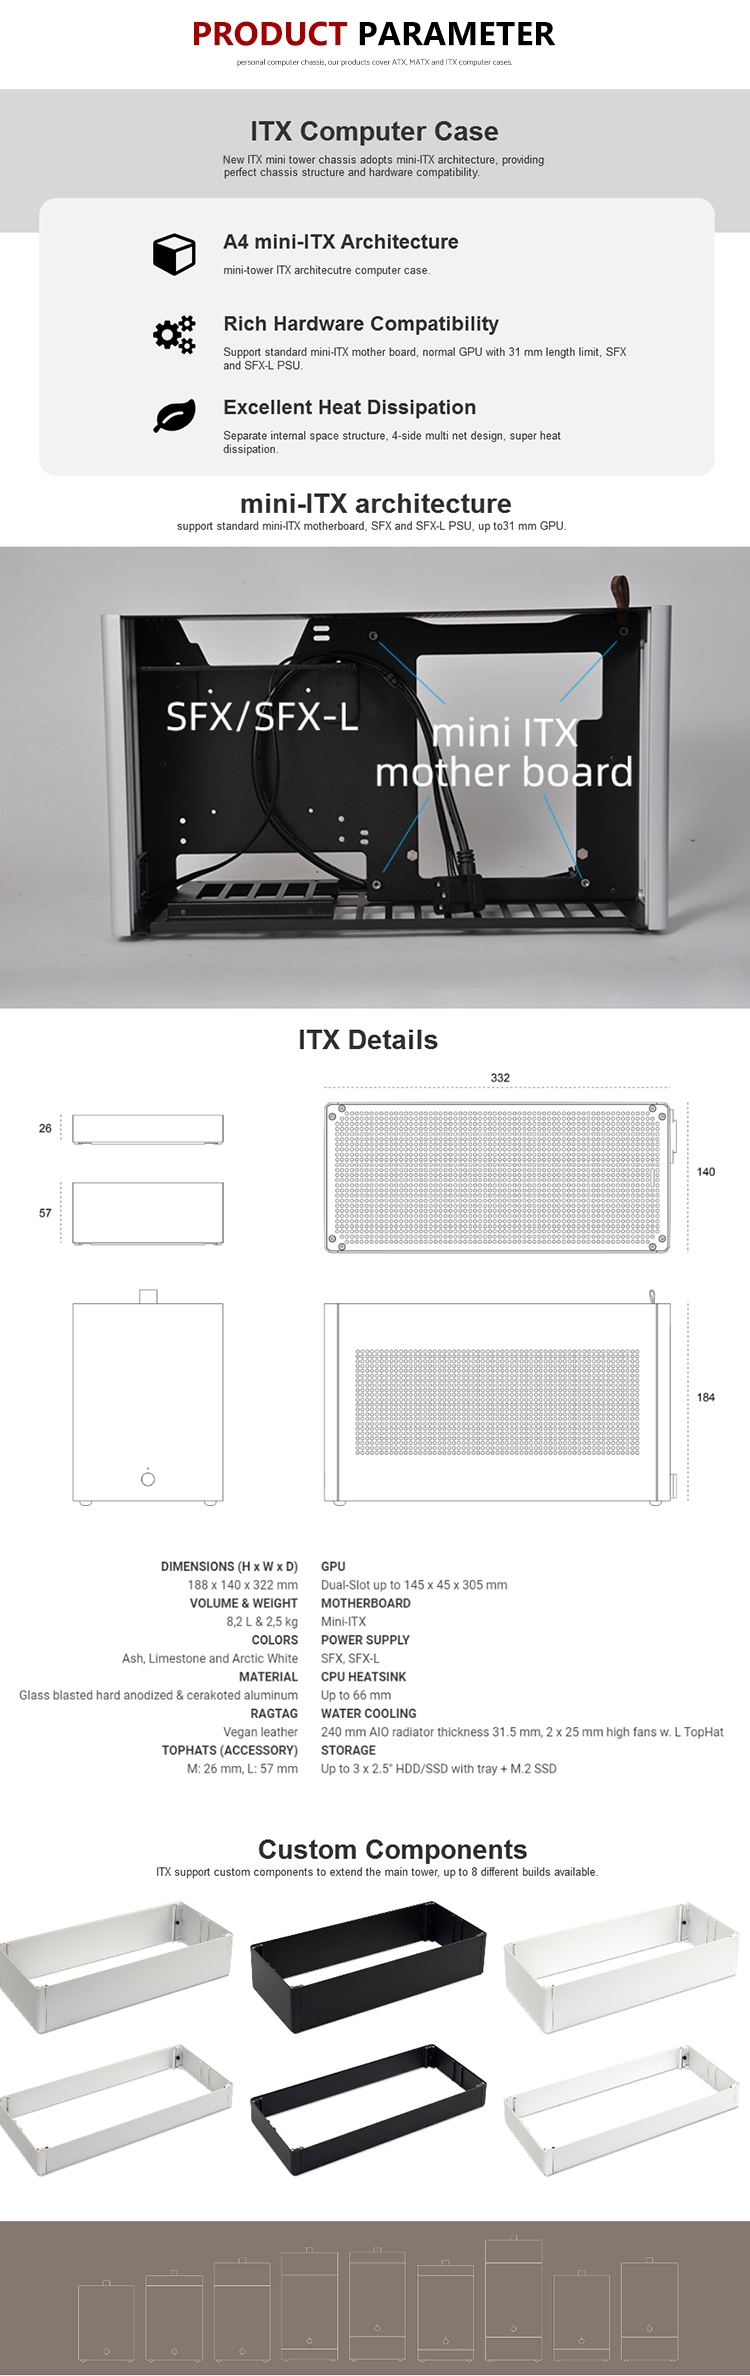 PRODUCT PARAMETER
personal computer chassis, our products cover ATX, MATX and ITX computer cases.
ITX Computer Case
New ITX mini tower chassis adopts mini-ITX architecture, providing
perfect chassis structure and hardware compatibility.
A4 mini-ITX Architecture
mini-tower ITX architecutre computer case.
Rich Hardware Compatibility
Support standard mini-ITX mother board, normal GPU with 31 mm length limit, SFX
and SFX-L PSU.
Excellent Heat Dissipation
Separate internal space structure, 4-side multi net design, super heat
dissipation.
mini-ITX architecture
support standard mini-ITX motherboard, SFX and SFX-L PSU, up to31 mm GPU.
SFX/SFX-L
mini ITX
mother board
ITX Details
332
26
140
57
184
DIMENSIONS (H x W x D)
188 x 140 x 322 mm
VOLUME & WEIGHT
8,2 L & 2,5 kg
COLORS
Ash, Limestone and Arctic White
MATERIAL
Glass blasted hard anodized & cerakoted aluminum
RAGTAG
Vegan leather
TOPHATS (ACCESSORY)
M: 26 mm, L: 57 mm
GPU
Dual-Slot up to 145 x 45 x 305 mm
MOTHERBOARD
Mini-ITX
POWER SUPPLY
SFX, SFX-L
CPU HEATSINK
Up to 66 mm
WATER COOLING
240 mm AIO radiator thickness 31.5 mm, 2 x 25 mm high fans w. L TopHat
STORAGE
Up to 3 x 2.5" HDD/SSD with tray + M.2 SSD
Custom Components
ITX support custom components to extend the main tower, up to 8 different builds available.